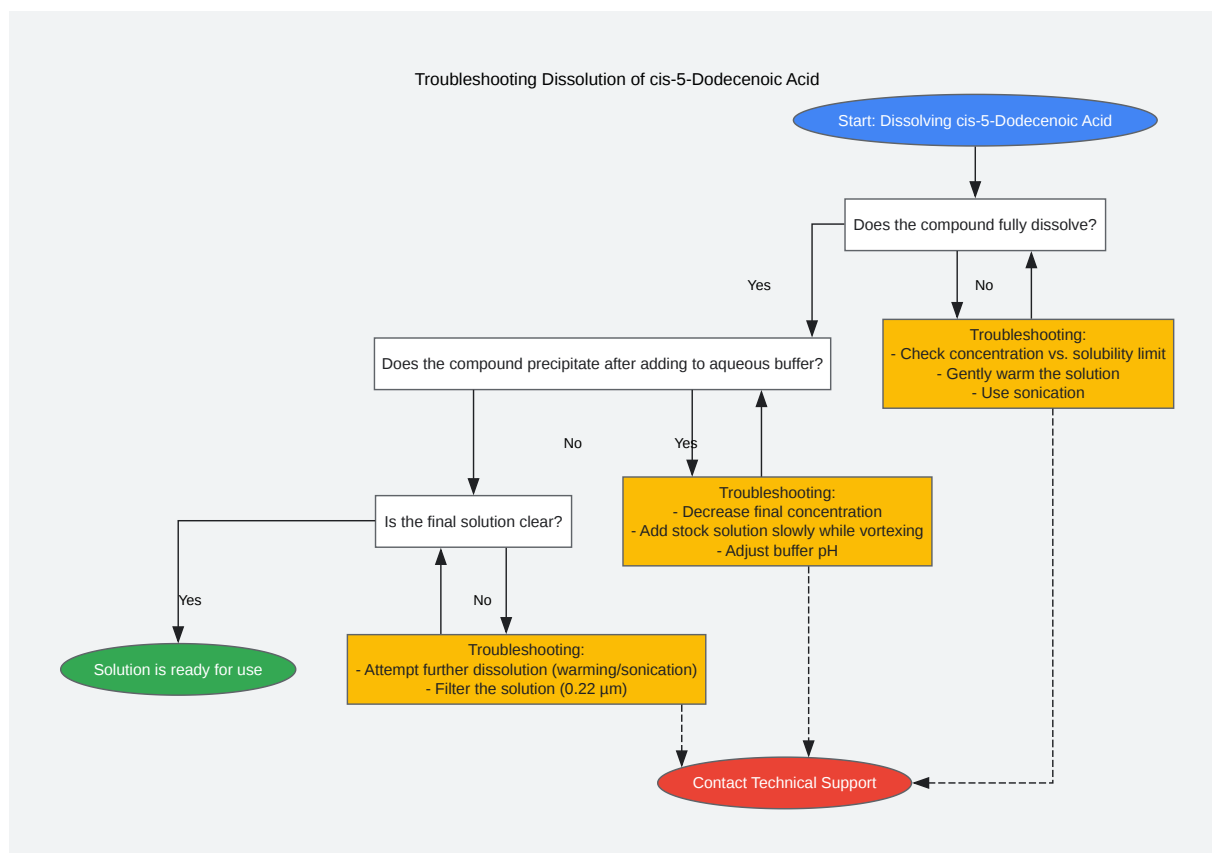 Troubleshooting Dissolution of cis-5-Dodecenoic Acid
Start: Dissolving cis-5-Dodecenoic Acid
Does the compound fully dissolve?
Yes
No
Troubleshooting:
- Check concentration vs. solubility limit
- Gently warm the solution
- Use sonication
Does the compound precipitate after adding to aqueous buffer?
No
Yes
Troubleshooting:
- Decrease final concentration
- Add stock solution slowly while vortexing
- Adjust buffer pH
Is the final solution clear?
Yes
No
Solution is ready for use
Troubleshooting:
- Attempt further dissolution (warming/sonication)
- Filter the solution (0.22 µm)
Contact Technical Support